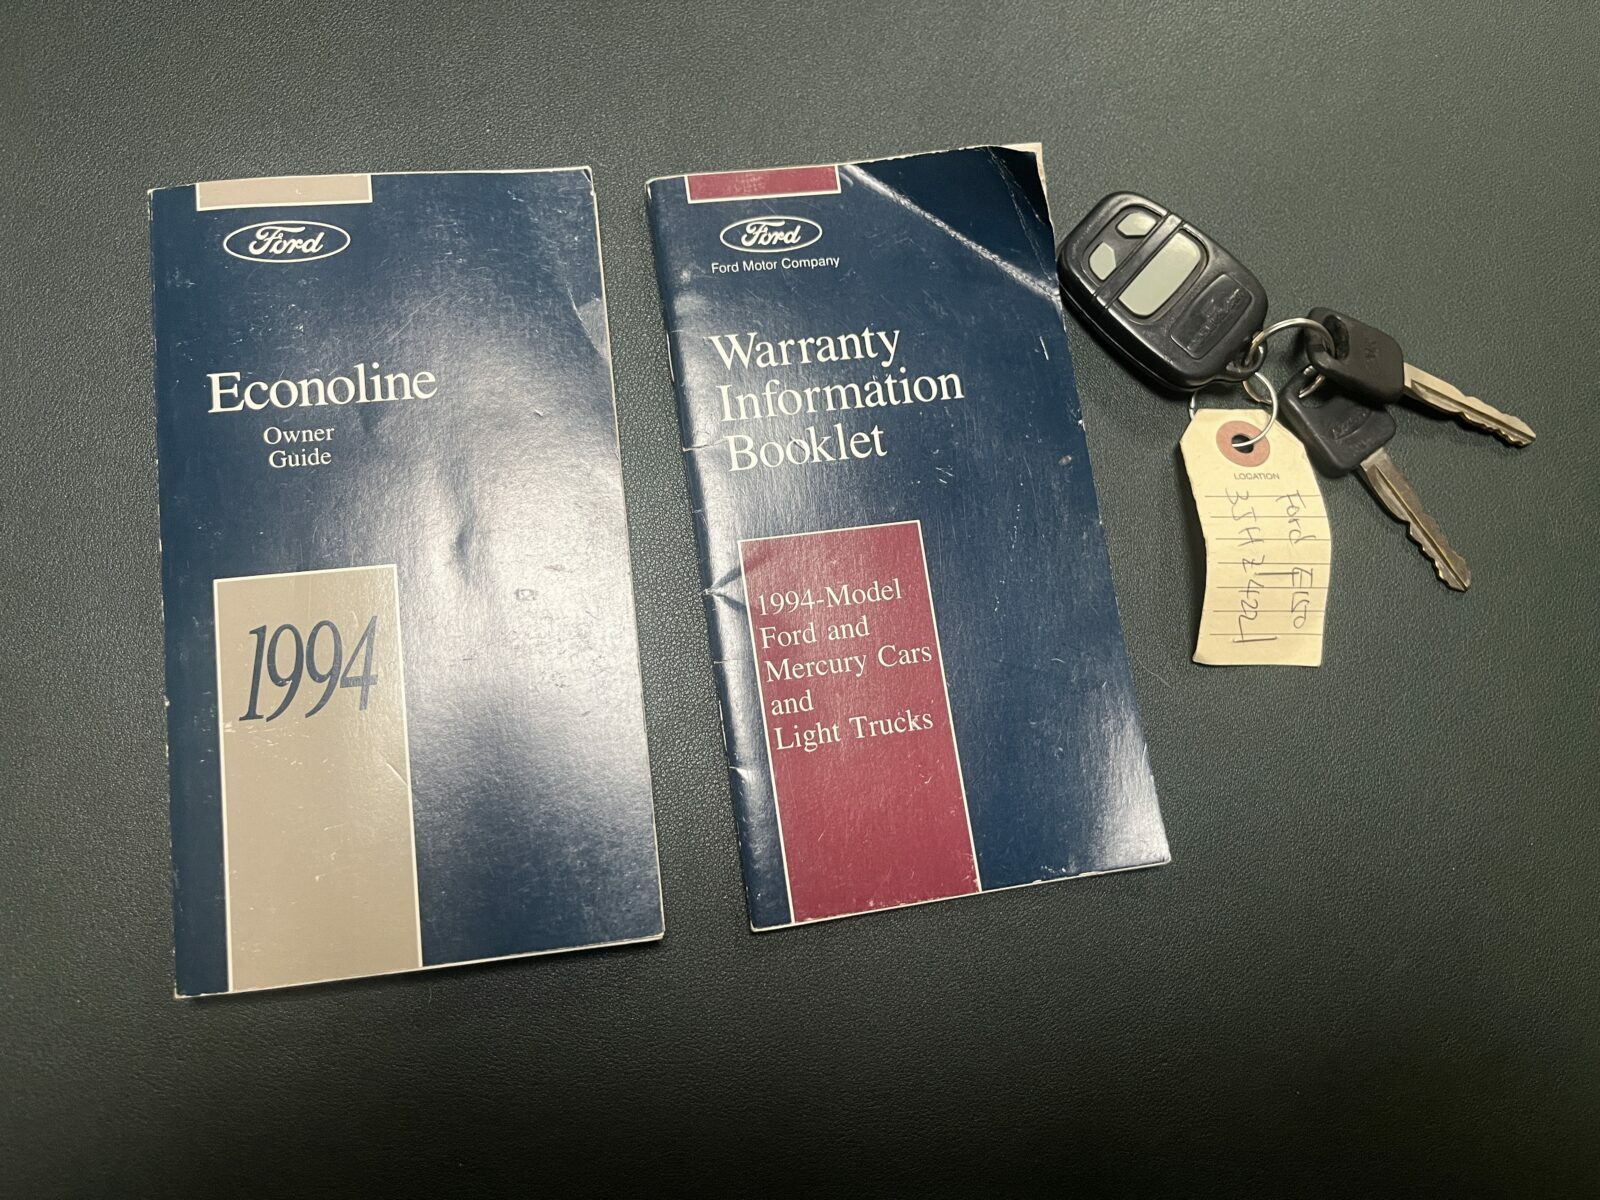 Ford
Econoline
Owner
Guide
1994
Ford
Ford Motor Company
Warranty
Information
Booklet
1994-Model
Ford and
Mercury Cars
and
Light Trucks
LOCATION
Ford E150